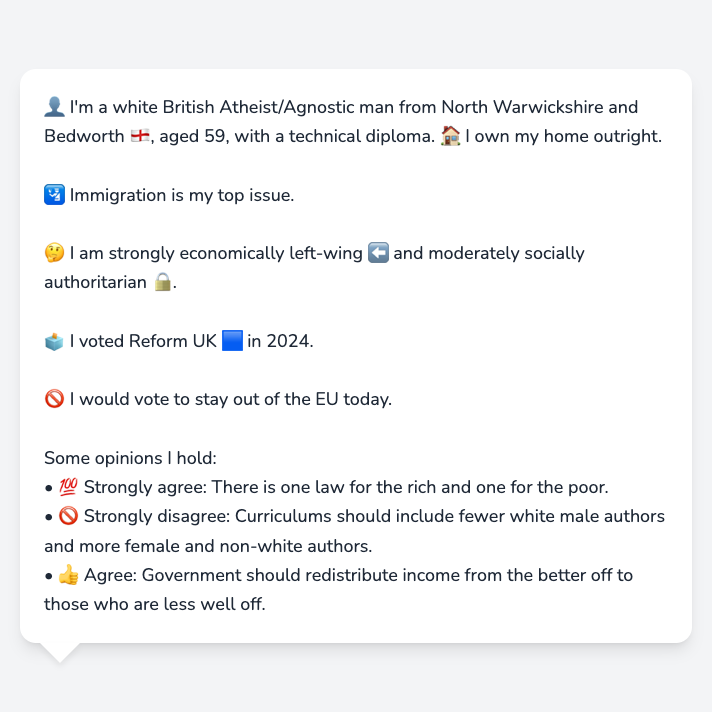 👤 I'm a white British Atheist/Agnostic man from North Warwickshire and
Bedworth 🏴󠁧󠁢󠁥󠁮󠁧󠁿, aged 59, with a technical diploma. 🏠 I own my home outright.
🛂 Immigration is my top issue.
🤔 I am strongly economically left-wing ⬅️ and moderately socially
authoritarian 🔒.
🗳️ I voted Reform UK 🟦 in 2024.
🚫 I would vote to stay out of the EU today.
Some opinions I hold:
• 💯 Strongly agree: There is one law for the rich and one for the poor.
• 🚫 Strongly disagree: Curriculums should include fewer white male authors
and more female and non-white authors.
• 👍 Agree: Government should redistribute income from the better off to
those who are less well off.